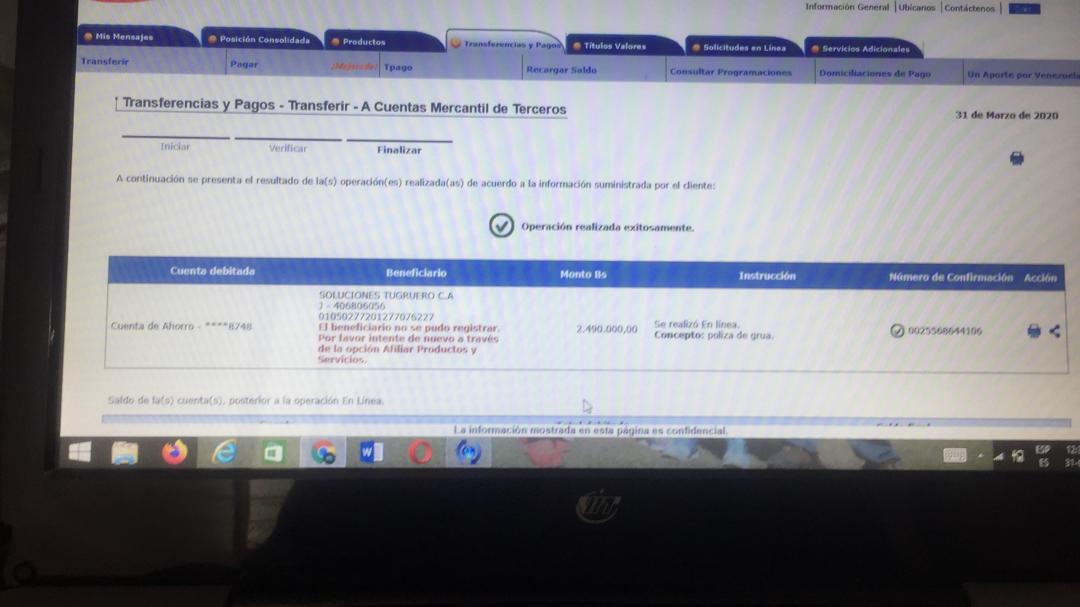 Información General | Ubícanos | Contáctenos |
Mis Mensajes
Posición Consolidada
Productos
Transferencias y Pagos
Títulos Valores
Solicitudes en Línea
Servicios Adicionales
Transferir
Pagar
¡Mejorado! Tpago
Recargar Saldo
Consultar Programaciones
Domiciliaciones de Pago
Un Aporte por Venezuela
Transferencias y Pagos - Transferir - A Cuentas Mercantil de Terceros
31 de Marzo de 2020
Iniciar
Verificar
Finalizar
A continuación se presenta el resultado de la(s) operación(es) realizada(as) de acuerdo a la información suministrada por el cliente:
Operación realizada exitosamente.
Cuenta debitada
Beneficiario
Monto Bs
Instrucción
Número de Confirmación
Acción
Cuenta de Ahorro - ****8748
SOLUCIONES TUGRUERO C.A
J - 406806056
01050277201277076227
El beneficiario no se pudo registrar.
Por favor intente de nuevo a través
de la opción Afiliar Productos y
Servicios.
2.490.000,00
Se realizó En línea.
Concepto: poliza de grua.
0025568644106
Saldo de la(s) cuenta(s), posterior a la operación En Línea.
La información mostrada en esta página es confidencial.
ESP
ES